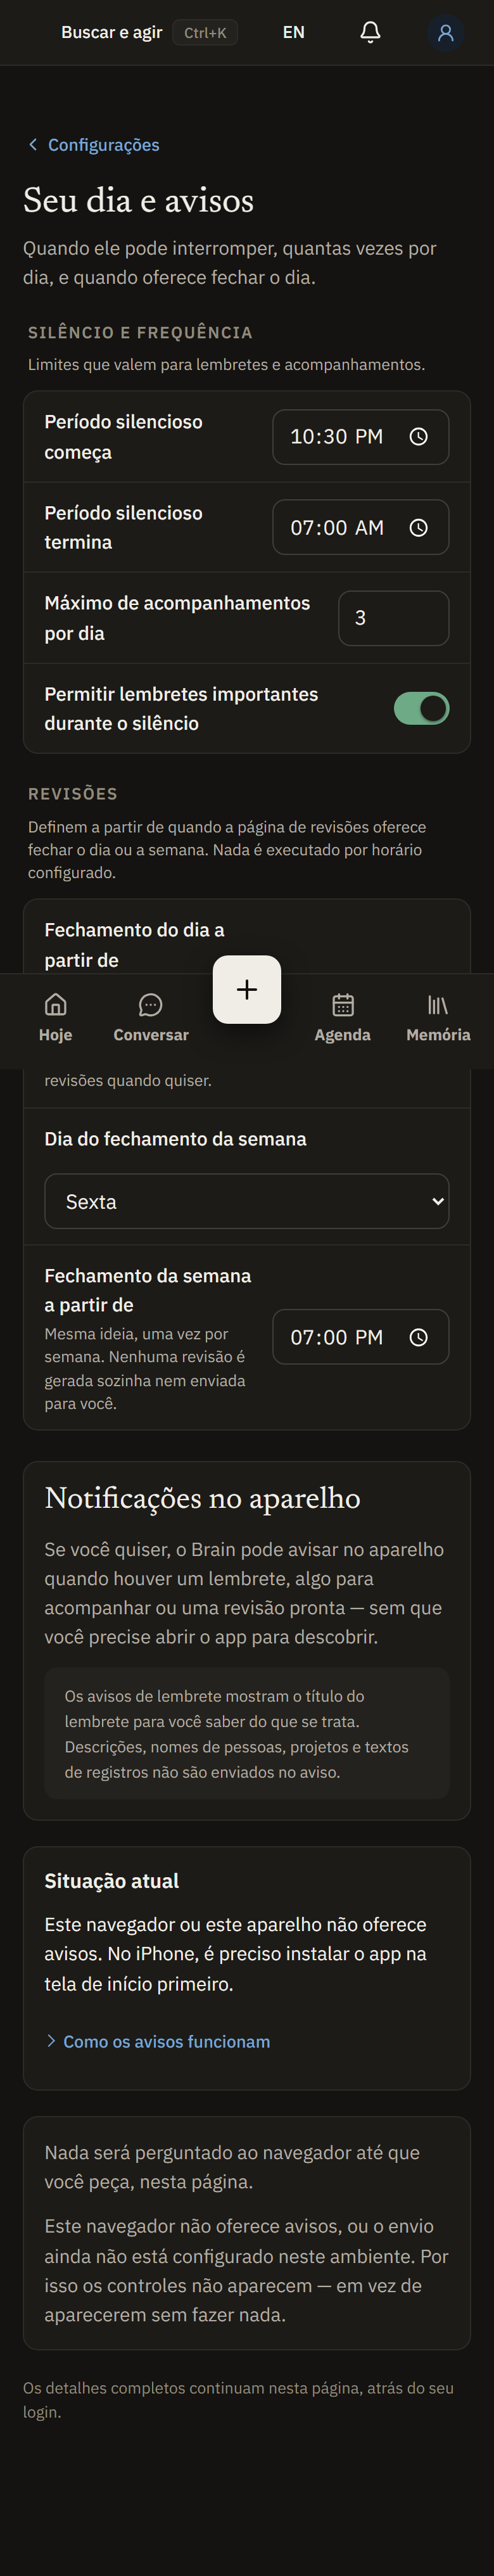 Buscar e agir Ctrl+K EN
Configurações
Seu dia e avisos
Quando ele pode interromper, quantas vezes por
dia, e quando oferece fechar o dia.
SILÊNCIO E FREQUÊNCIA
Limites que valem para lembretes e acompanhamentos.
Período silencioso
começa
10:30 PM
Período silencioso
termina
07:00 AM
Máximo de acompanhamentos
por dia
3
Permitir lembretes importantes
durante o silêncio
REVISÕES
Definem a partir de quando a página de revisões oferece
fechar o dia ou a semana. Nada é executado por horário
configurado.
Fechamento do dia a
partir de
Hoje Conversar Agenda Memória
revisões quando quiser.
Dia do fechamento da semana
Sexta
Fechamento da semana
a partir de
Mesma ideia, uma vez por
semana. Nenhuma revisão é
gerada sozinha nem enviada
para você.
07:00 PM
Notificações no aparelho
Se você quiser, o Brain pode avisar no aparelho
quando houver um lembrete, algo para
acompanhar ou uma revisão pronta — sem que
você precise abrir o app para descobrir.
Os avisos de lembrete mostram o título do
lembrete para você saber do que se trata.
Descrições, nomes de pessoas, projetos e textos
de registros não são enviados no aviso.
Situação atual
Este navegador ou este aparelho não oferece
avisos. No iPhone, é preciso instalar o app na
tela de início primeiro.
Como os avisos funcionam
Nada será perguntado ao navegador até que
você peça, nesta página.
Este navegador não oferece avisos, ou o envio
ainda não está configurado neste ambiente. Por
isso os controles não aparecem — em vez de
aparecerem sem fazer nada.
Os detalhes completos continuam nesta página, atrás do seu
login.